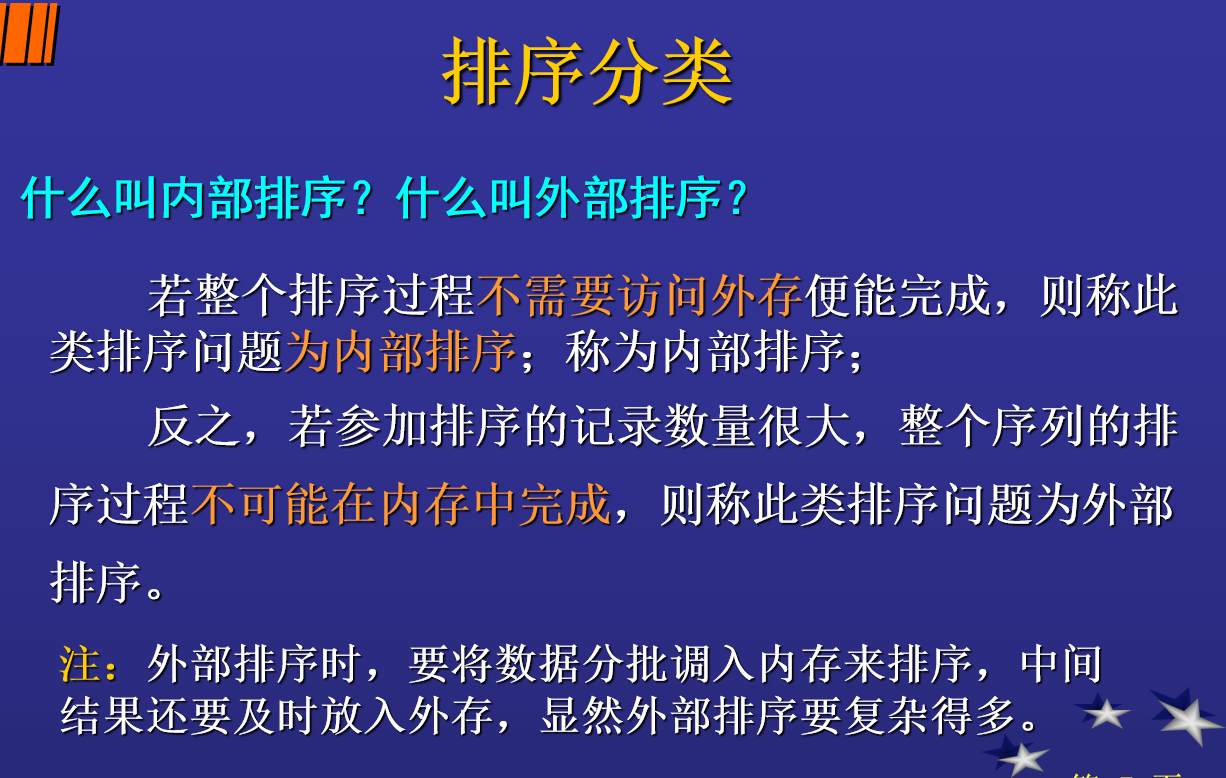 排序分类
什么叫内部排序？什么叫外部排序？
若整个排序过程不需要访问外存便能完成，则称此
类排序问题为内部排序；称为内部排序；
反之，若参加排序的记录数量很大，整个序列的排
序过程不可能在内存中完成，则称此类排序问题为外部
排序。
注：外部排序时，要将数据分批调入内存来排序，中间
结果还要及时放入外存，显然外部排序要复杂得多。